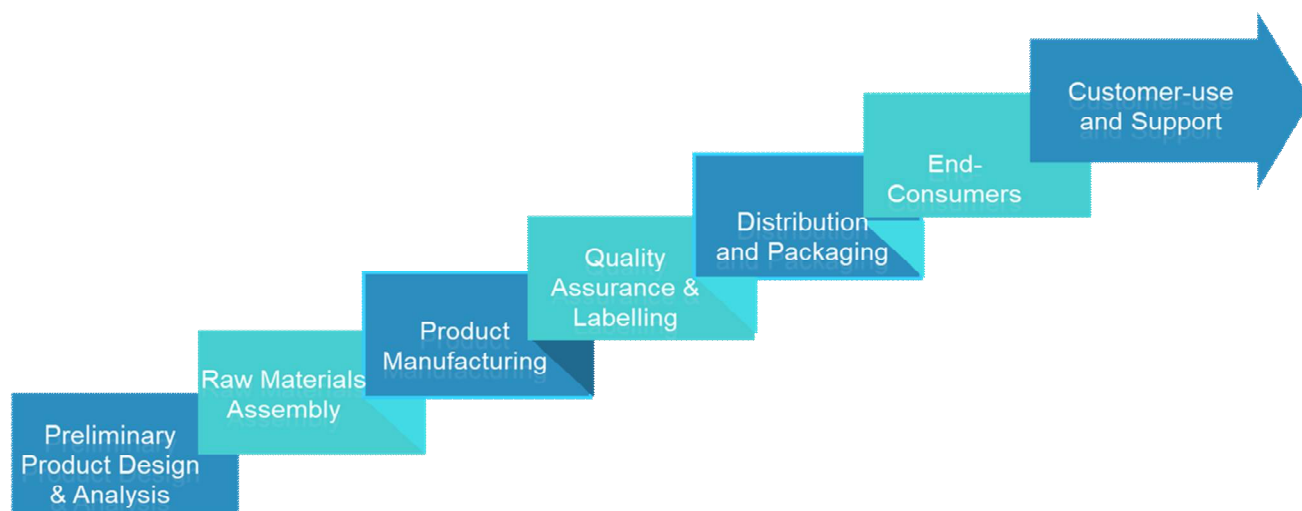 Preliminary
Product Design
& Analysis
Raw Materials
Assembly
Product
Manufacturing
Quality
Assurance &
Labelling
Distribution
and Packaging
End-
Consumers
Customer-use
and Support